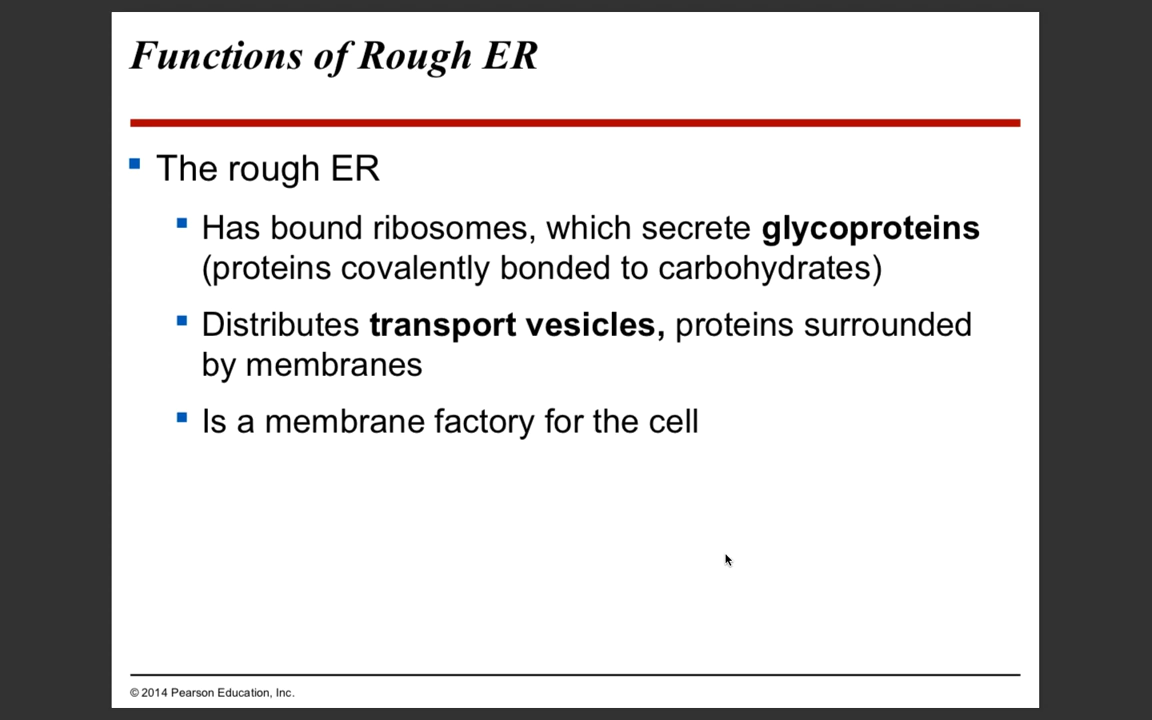 Functions of Rough ER
The rough ER
Has bound ribosomes, which secrete glycoproteins
(proteins covalently bonded to carbohydrates)
Distributes transport vesicles, proteins surrounded
by membranes
Is a membrane factory for the cell
© 2014 Pearson Education, Inc.